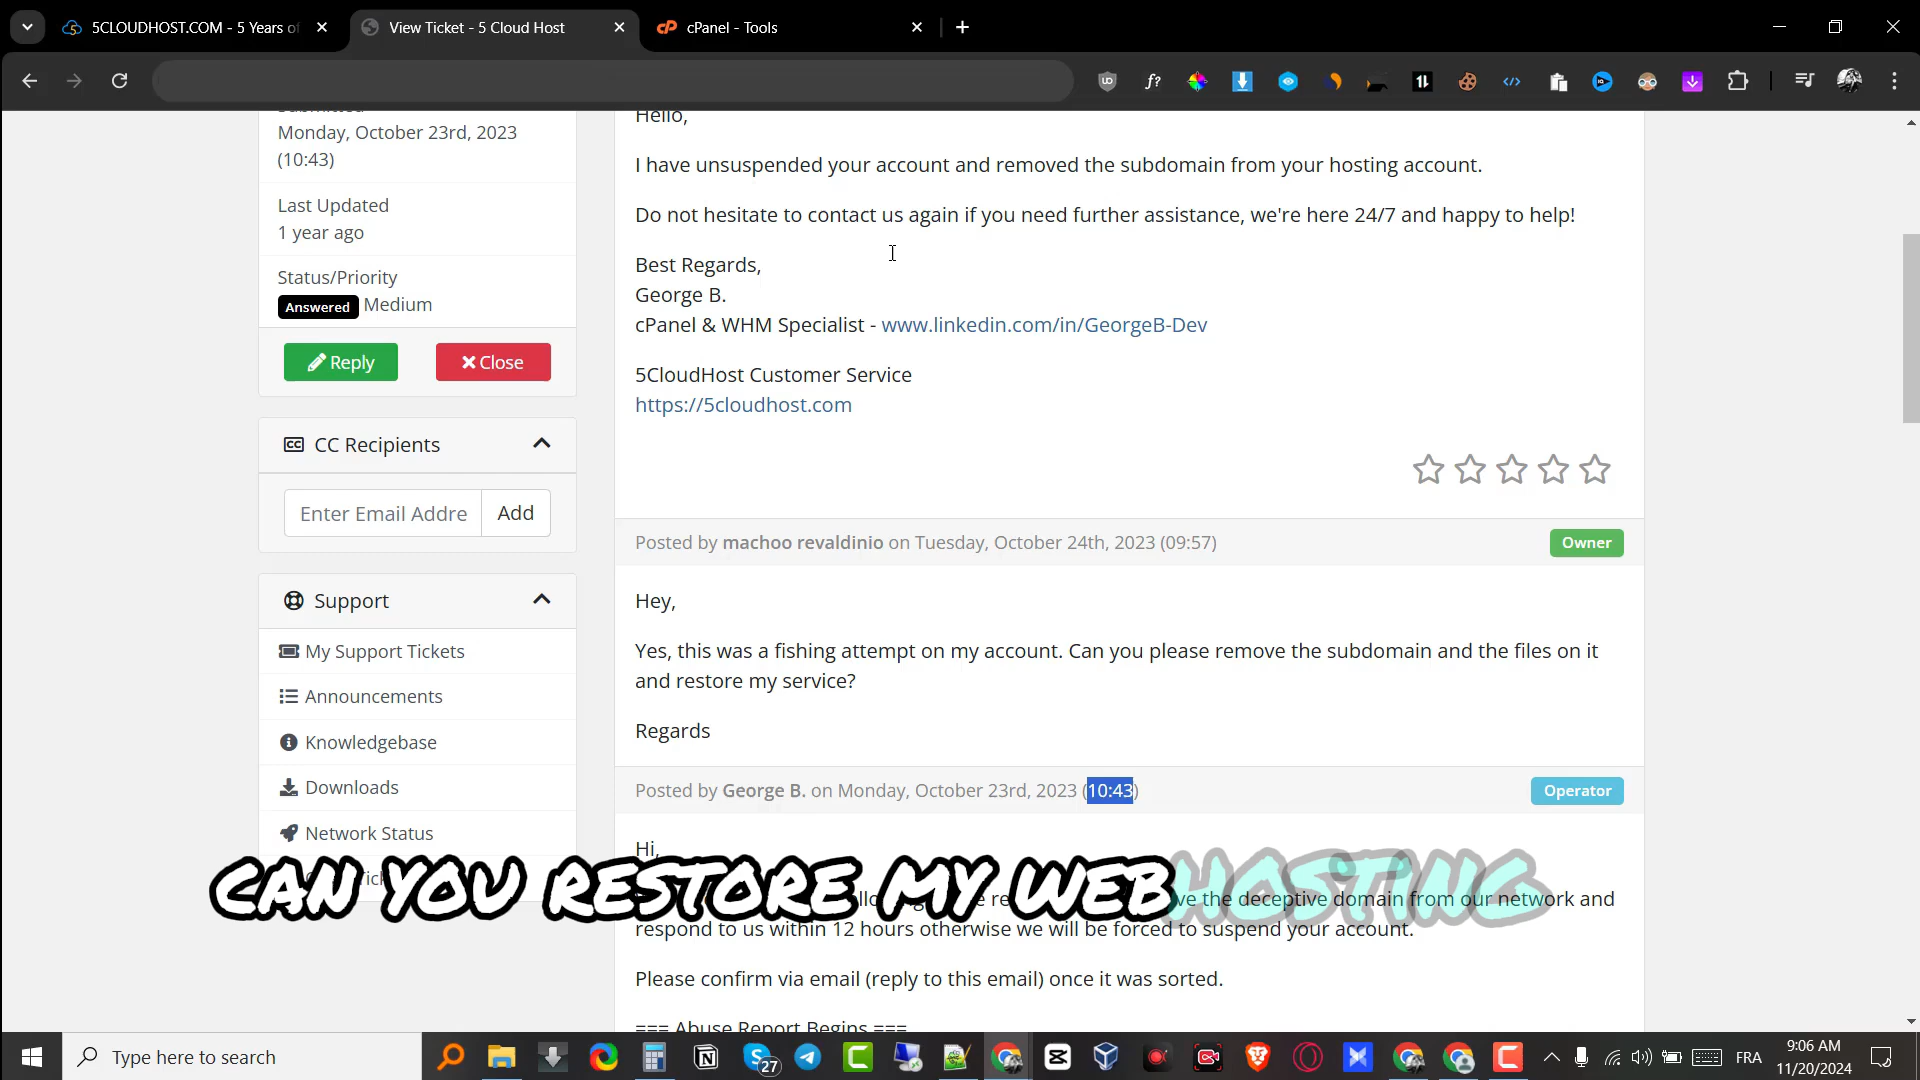 5CLOUDHOST.COM - 5 Years of
View Ticket - 5 Cloud Host
cPanel - Tools
Submitted
Monday, October 23rd, 2023
(10:43)
Last Updated
1 year ago
Status/Priority
Answered Medium
Reply
Close
CC Recipients
Enter Email Addre
Add
Support
My Support Tickets
Announcements
Knowledgebase
Downloads
Network Status
Hello,
I have unsuspended your account and removed the subdomain from your hosting account.
Do not hesitate to contact us again if you need further assistance, we're here 24/7 and happy to help!
Best Regards,
George B.
cPanel & WHM Specialist - www.linkedin.com/in/GeorgeB-Dev
5CloudHost Customer Service
https://5cloudhost.com
Posted by machoo revaldinio on Tuesday, October 24th, 2023 (09:57)
Owner
Hey,
Yes, this was a fishing attempt on my account. Can you please remove the subdomain and the files on it
and restore my service?
Regards
Posted by George B. on Monday, October 23rd, 2023 (10:43)
Operator
Hi,
CAN YOU RESTORE MY WEB HOSTING
the deceptive domain from our network and
respond to us within 12 hours otherwise we will be forced to suspend your account.
Please confirm via email (reply to this email) once it was sorted.
=== Abuse Report Begins ===
Type here to search
27
FRA
9:06 AM
11/20/2024